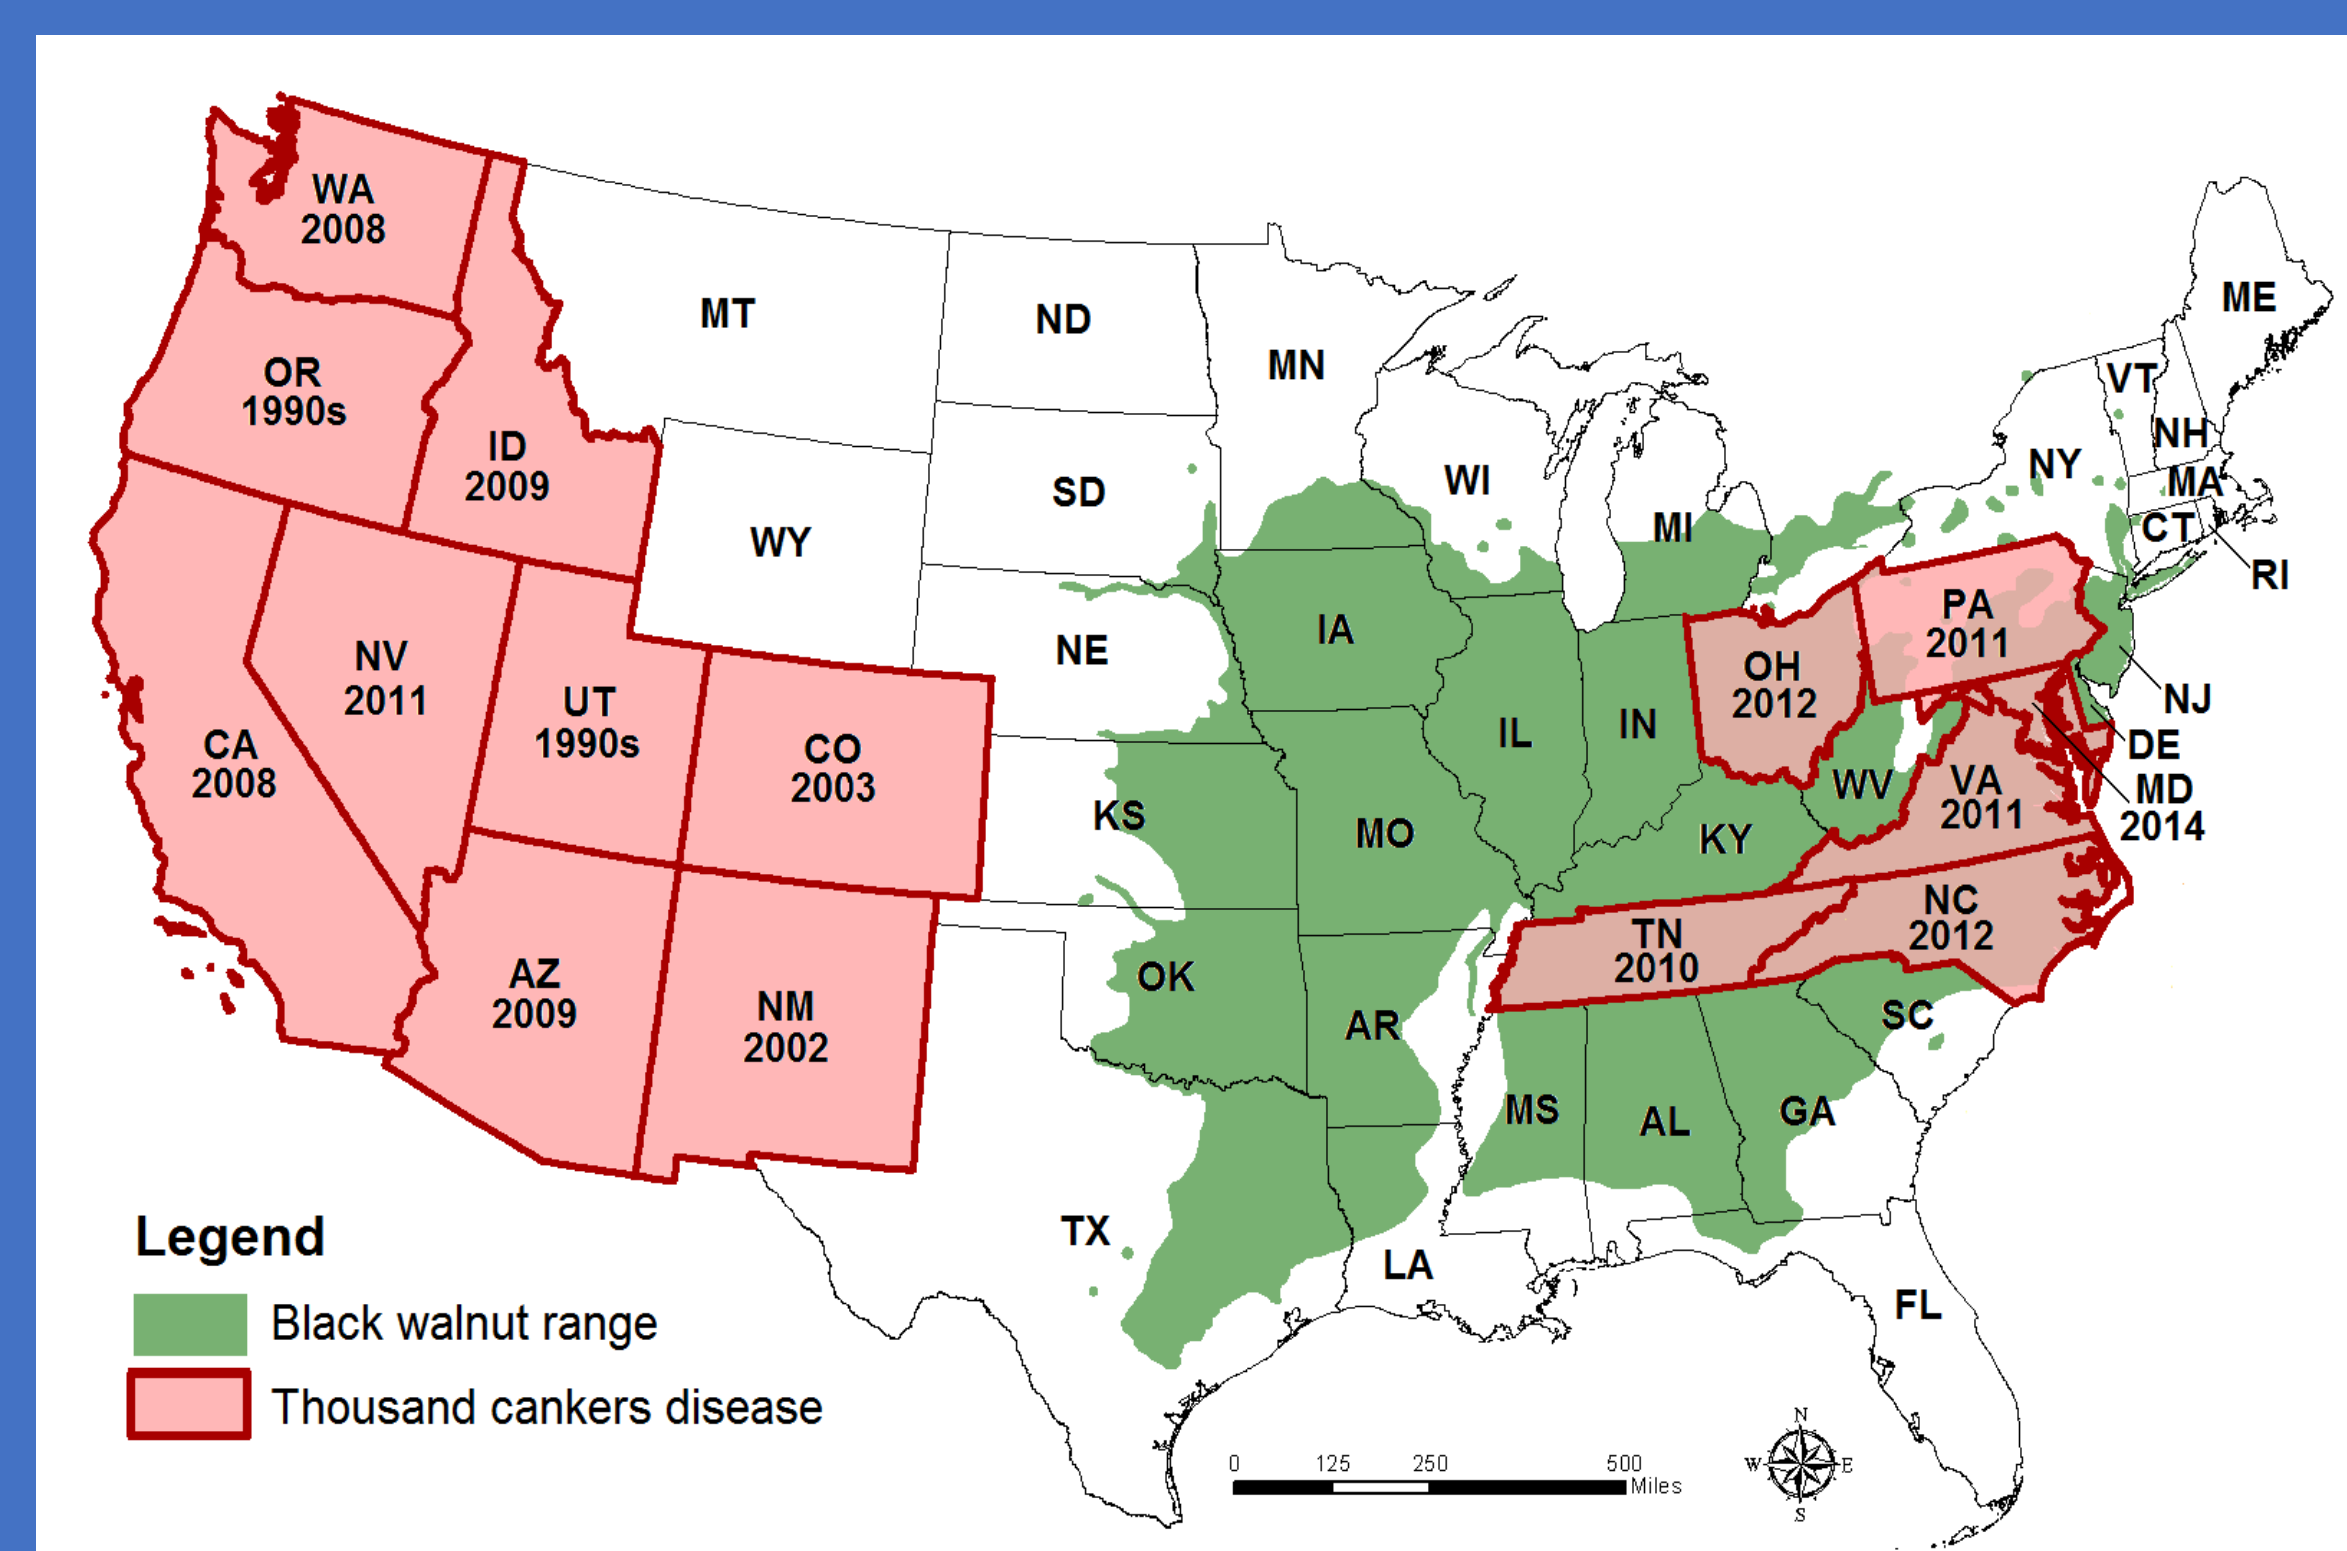 WA
2008
OR
1990s
ID
2009
MT
ND
MN
SD
WY
WI
MI
NY
VT
NH
ME
MA
CT
RI
NV
2011
UT
1990s
CA
2008
CO
2003
NE
IA
IL
IN
OH
2012
PA
2011
NJ
DE
MD
2014
WV
VA
2011
KS
MO
KY
AZ
2009
NM
2002
OK
AR
TN
2010
NC
2012
SC
MS
AL
GA
TX
LA
FL
Legend
Black walnut range
Thousand cankers disease
0 125 250 500
Miles
N
W E
S